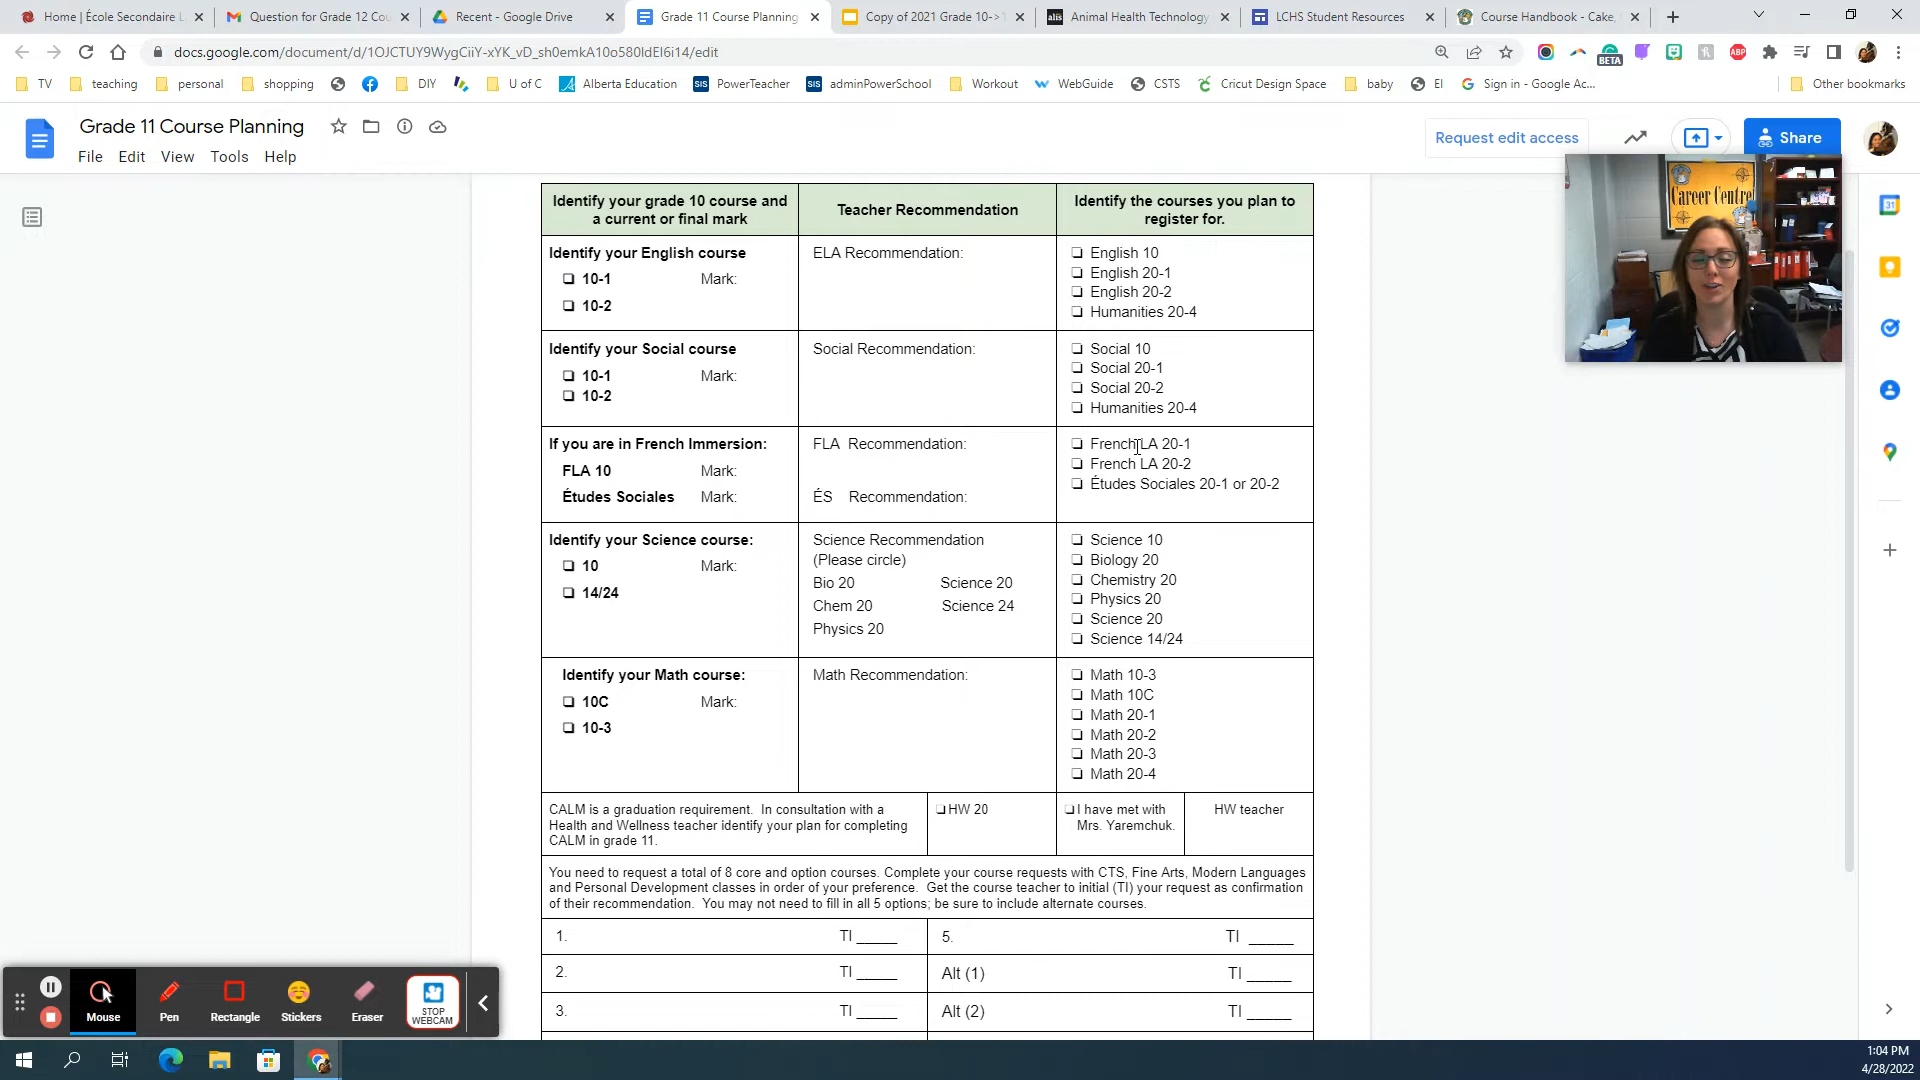 Home | École Secondaire L
Question for Grade 12 Cou
Recent - Google Drive
Grade 11 Course Planning
Copy of 2021 Grade 10->
Animal Health Technology
LCHS Student Resources
Course Handbook - Cake,
docs.google.com/document/d/1OJCTUY9WygCiiY-xYK_vD_sh0emkA10o580IdEI6i14/edit
TV
teaching
personal
shopping
DIY
U of C
Alberta Education
PowerTeacher
adminPowerSchool
Workout
WebGuide
CSTS
Cricut Design Space
baby
EI
Sign in - Google Ac...
Other bookmarks
Grade 11 Course Planning
File Edit View Tools Help
Request edit access
Share
Career Centre
Identify your grade 10 course and
a current or final mark
Teacher Recommendation
Identify the courses you plan to
register for.
Identify your English course
10-1 Mark:
10-2
ELA Recommendation:
English 10
English 20-1
English 20-2
Humanities 20-4
Identify your Social course
10-1 Mark:
10-2
Social Recommendation:
Social 10
Social 20-1
Social 20-2
Humanities 20-4
If you are in French Immersion:
FLA 10 Mark:
Études Sociales Mark:
FLA Recommendation:
ÉS Recommendation:
French LA 20-1
French LA 20-2
Études Sociales 20-1 or 20-2
Identify your Science course:
10 Mark:
14/24
Science Recommendation
(Please circle)
Bio 20 Science 20
Chem 20 Science 24
Physics 20
Science 10
Biology 20
Chemistry 20
Physics 20
Science 20
Science 14/24
Identify your Math course:
10C Mark:
10-3
Math Recommendation:
Math 10-3
Math 10C
Math 20-1
Math 20-2
Math 20-3
Math 20-4
CALM is a graduation requirement. In consultation with a
Health and Wellness teacher identify your plan for completing
CALM in grade 11.
HW 20
I have met with
Mrs. Yaremchuk.
HW teacher
You need to request a total of 8 core and option courses. Complete your course requests with CTS, Fine Arts, Modern Languages
and Personal Development classes in order of your preference. Get the course teacher to initial (TI) your request as confirmation
of their recommendation. You may not need to fill in all 5 options; be sure to include alternate courses.
1. TI _____
5. TI _____
2. TI _____
Alt (1) TI _____
3. TI _____
Alt (2) TI _____
Mouse
Pen
Rectangle
Stickers
Eraser
STOP
WEBCAM
1:04 PM
4/28/2022